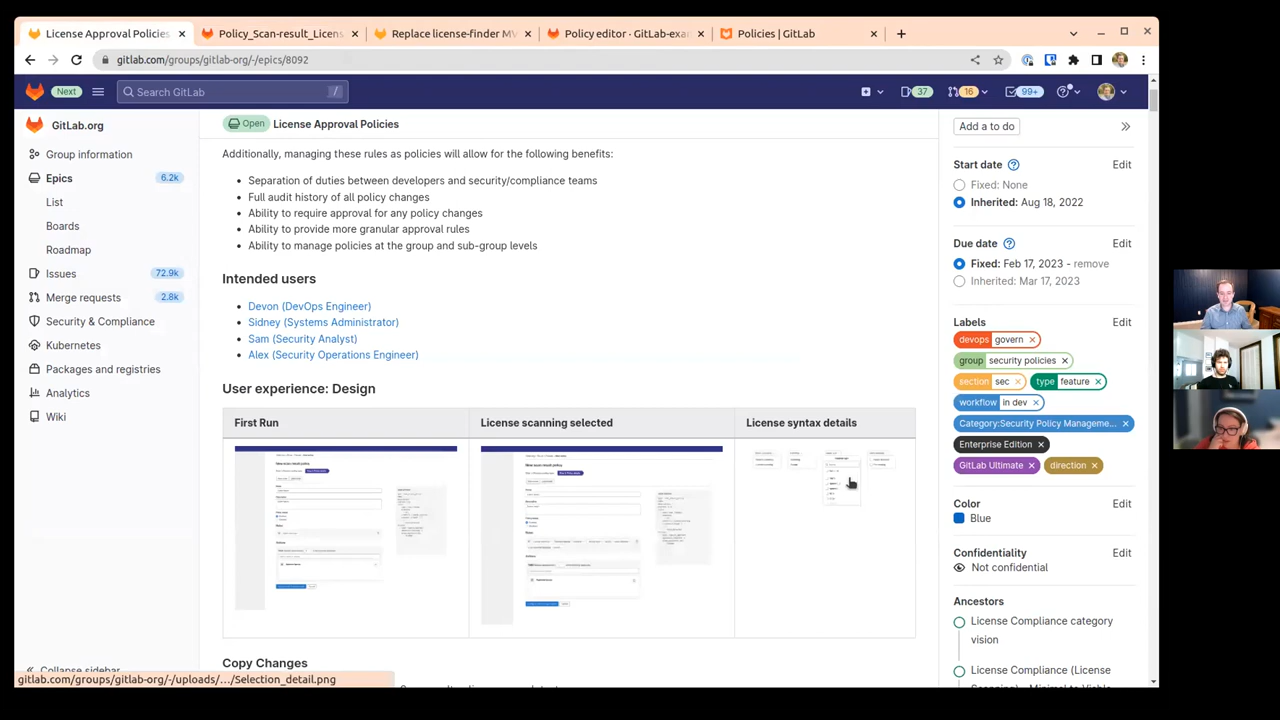 License Approval Policies
Policy_Scan-result_Licens
Replace license-finder MV
Policy editor · GitLab-exa
Policies | GitLab
gitlab.com/groups/gitlab-org/-/epics/8092
Next
Search GitLab
/
37
16
99+
GitLab.org
Group information
Epics 6.2k
List
Boards
Roadmap
Issues 72.9k
Merge requests 2.8k
Security & Compliance
Kubernetes
Packages and registries
Analytics
Wiki
Collapse sidebar
Open License Approval Policies
Additionally, managing these rules as policies will allow for the following benefits:
• Separation of duties between developers and security/compliance teams
• Full audit history of all policy changes
• Ability to require approval for any policy changes
• Ability to provide more granular approval rules
• Ability to manage policies at the group and sub-group levels
Intended users
• Devon (DevOps Engineer)
• Sidney (Systems Administrator)
• Sam (Security Analyst)
• Alex (Security Operations Engineer)
User experience: Design
First Run
License scanning selected
License syntax details
Copy Changes
Add a to do
Start date Edit
Fixed: None
Inherited: Aug 18, 2022
Due date Edit
Fixed: Feb 17, 2023 - remove
Inherited: Mar 17, 2023
Labels Edit
devops govern
group security policies
section sec
type feature
workflow in dev
Category:Security Policy Manageme...
Enterprise Edition
GitLab Ultimate
direction
Color Edit
Blue
Confidentiality Edit
Not confidential
Ancestors
License Compliance category
vision
License Compliance (License
gitlab.com/groups/gitlab-org/-/uploads/.../Selection_detail.png